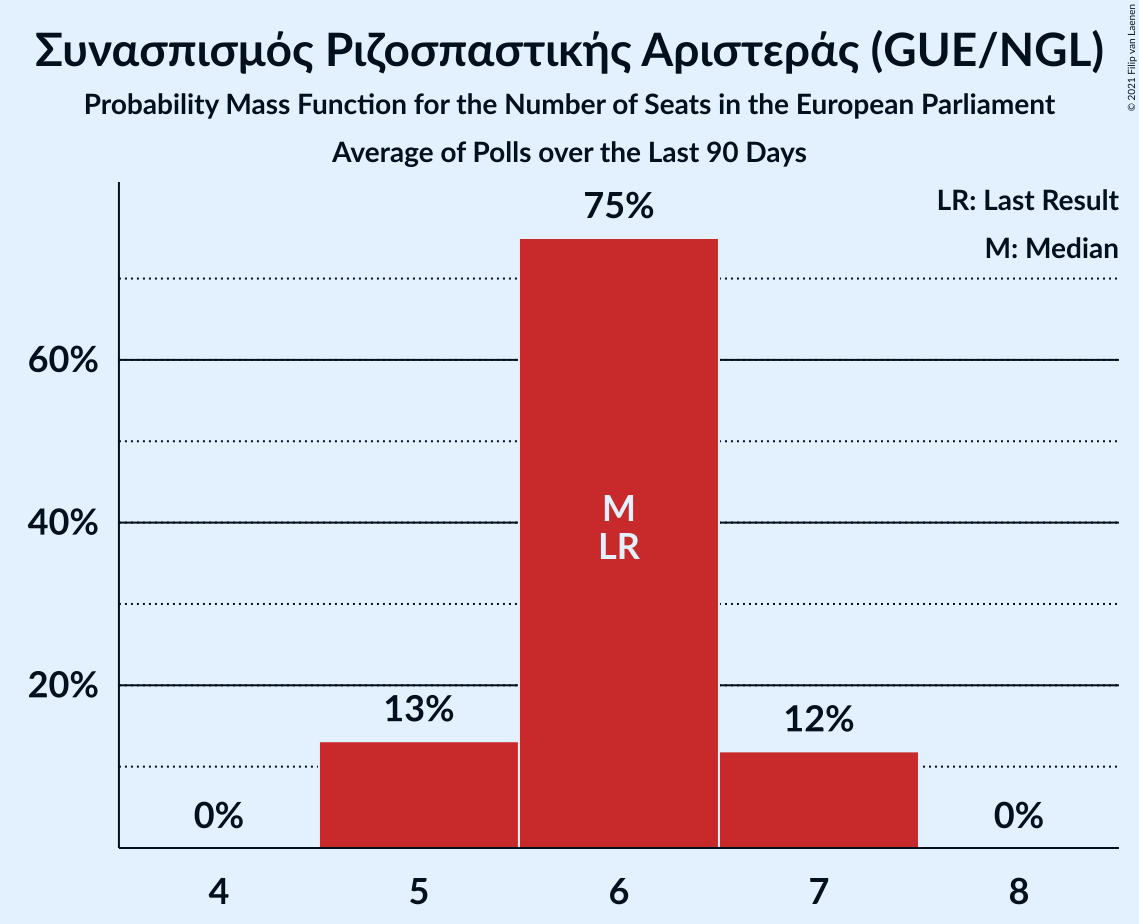 Συνασπισμός Ριζοσπαστικής Αριστεράς (GUE/NGL)
Probability Mass Function for the Number of Seats in the European Parliament
Average of Polls over the Last 90 Days
© 2021 Filip van Laenen
LR: Last Result
M: Median
75%
60%
40%
20%
M
LR
13%
12%
0%
0%
4
5
6
7
8